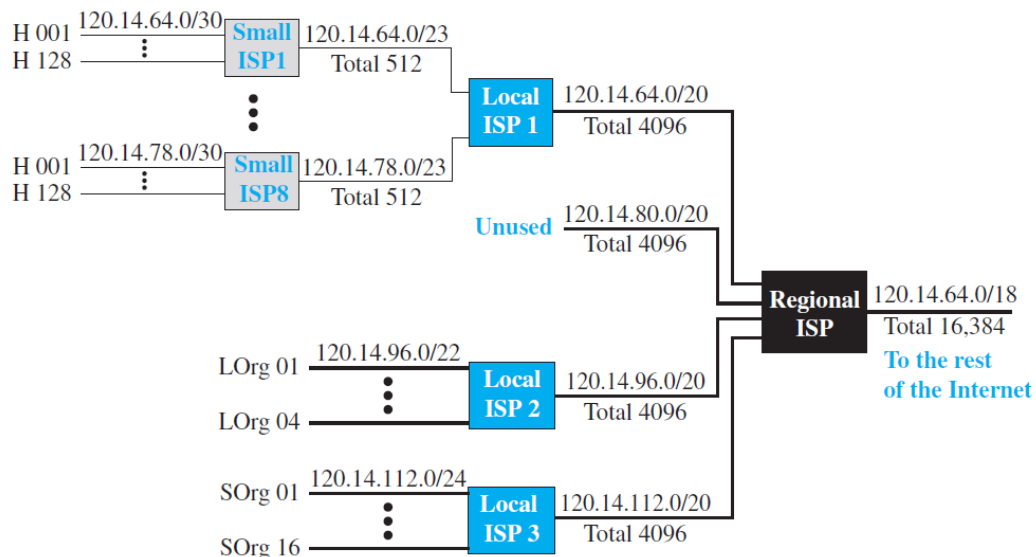 H 001
120.14.64.0/30
H 128
Small
ISP1
120.14.64.0/23
Total 512
H 001
120.14.78.0/30
H 128
Small
ISP8
120.14.78.0/23
Total 512
Local
ISP 1
120.14.64.0/20
Total 4096
Unused
120.14.80.0/20
Total 4096
LOrg 01
120.14.96.0/22
LOrg 04
Local
ISP 2
120.14.96.0/20
Total 4096
SOrg 01
120.14.112.0/24
SOrg 16
Local
ISP 3
120.14.112.0/20
Total 4096
Regional
ISP
120.14.64.0/18
Total 16,384
To the rest
of the Internet